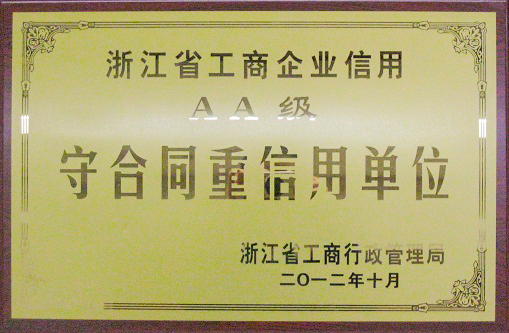 浙江省工商企业信用
AA级
守合同重信用单位
浙江省工商行政管理局
二〇一二年十月